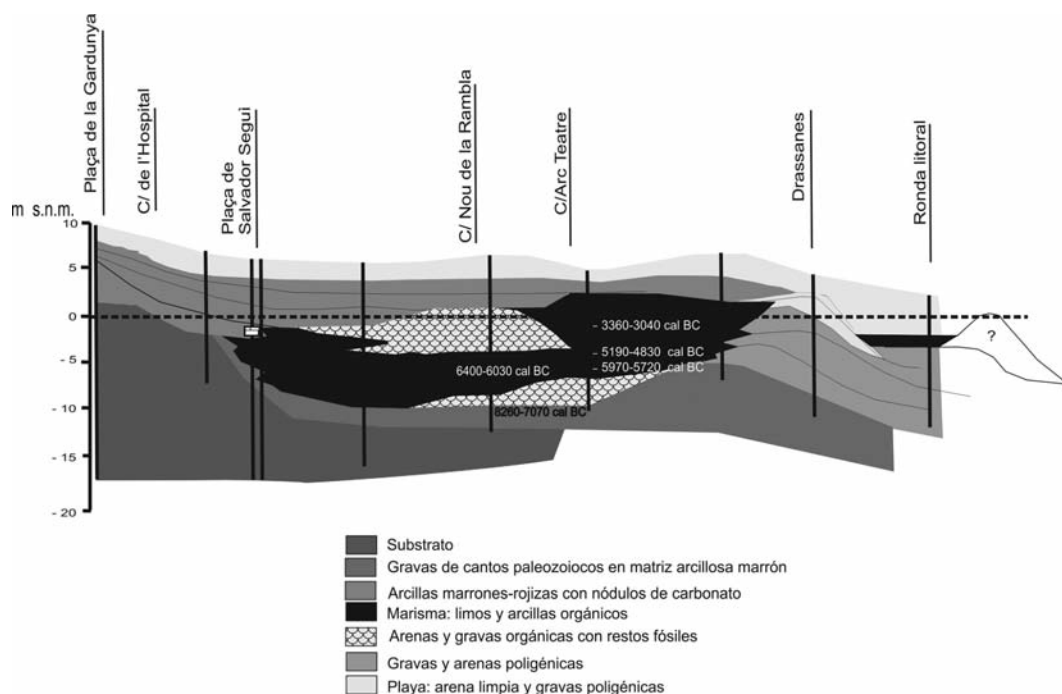 Plaça de la Gardunya
C/ de l'Hospital
Plaça de
Salvador Seguì
C/ Nou de la Rambla
C/Arc Teatre
Drassanes
Ronda litoral
m s.n.m.
10
5
0
- 5
- 10
- 15
- 20
- 3360-3040 cal BC
- 5190-4830 cal BC
- 5970-5720 cal BC
6400-6030 cal BC
8260-7070 cal BC
?
Substrato
Gravas de cantos paleozoiocos en matriz arcillosa marrón
Arcillas marrones-rojizas con nódulos de carbonato
Marisma: limos y arcillas orgánicos
Arenas y gravas orgánicas con restos fósiles
Gravas y arenas poligénicas
Playa: arena limpia y gravas poligénicas